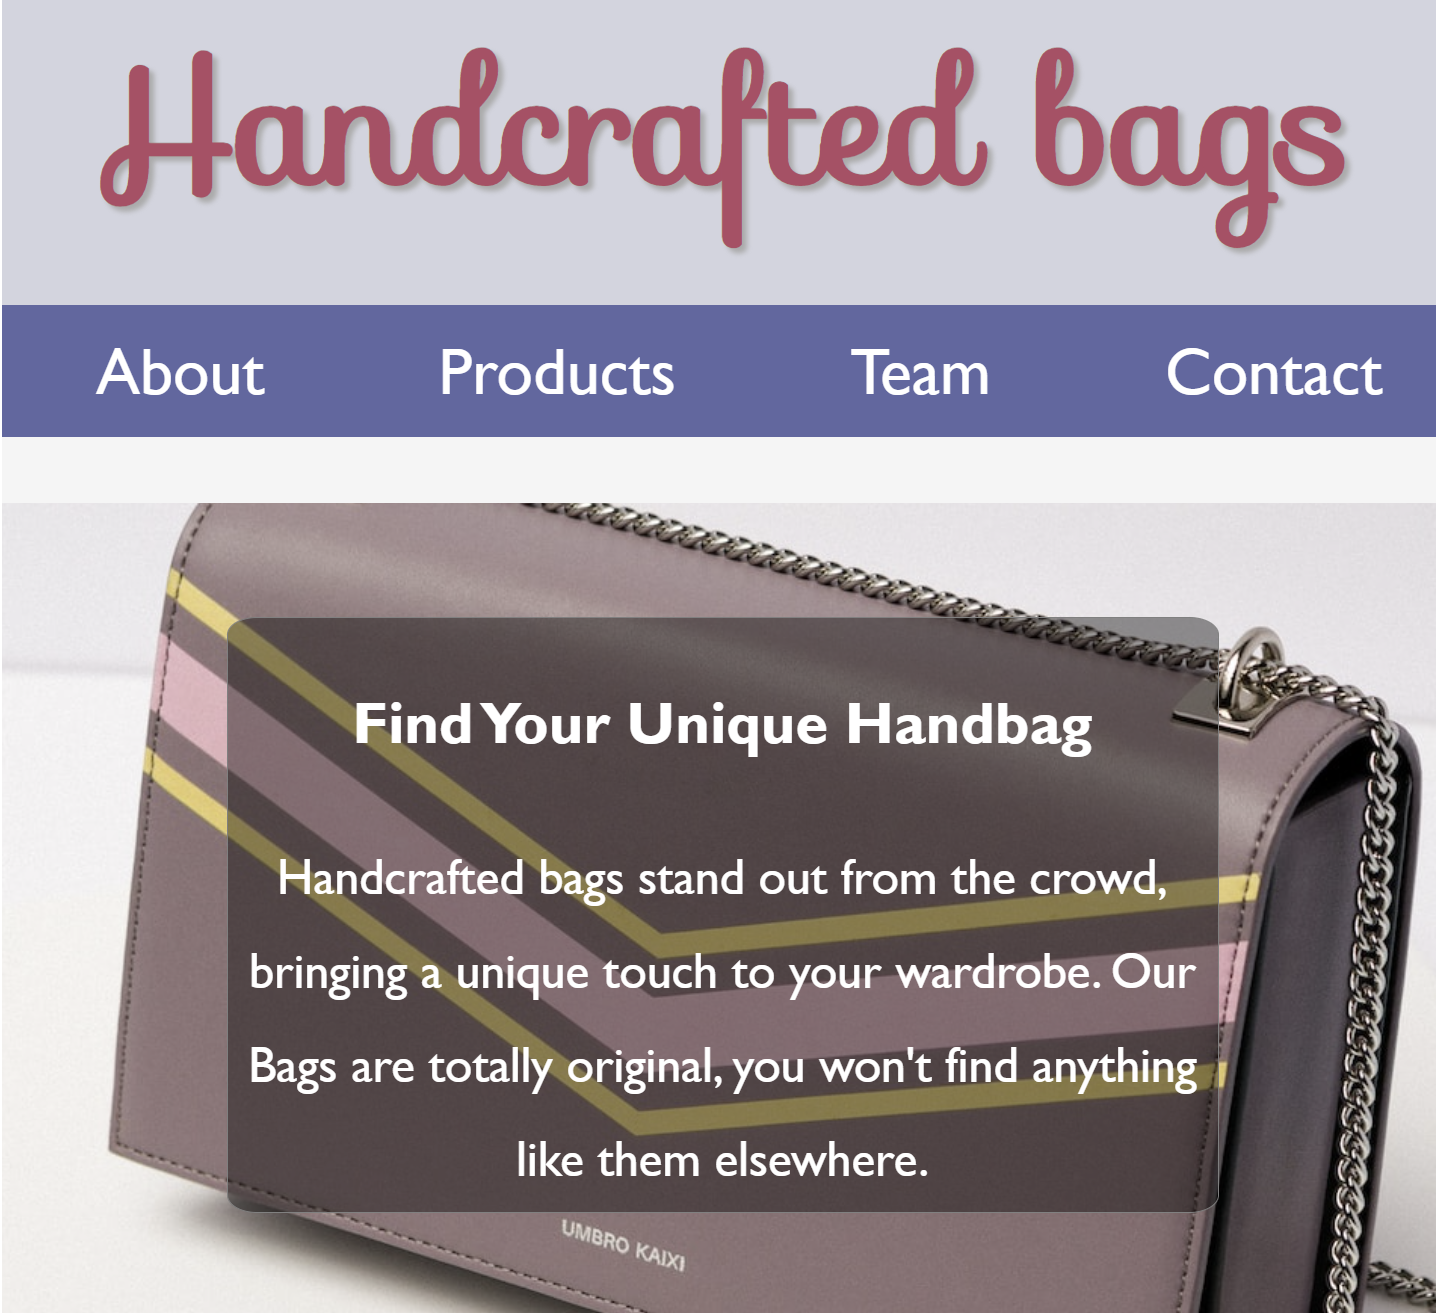 Handcrafted bags
About Products Team Contact
Find Your Unique Handbag
Handcrafted bags stand out from the crowd,
bringing a unique touch to your wardrobe. Our
Bags are totally original, you won't find anything
like them elsewhere.
UMBRO KAIXI